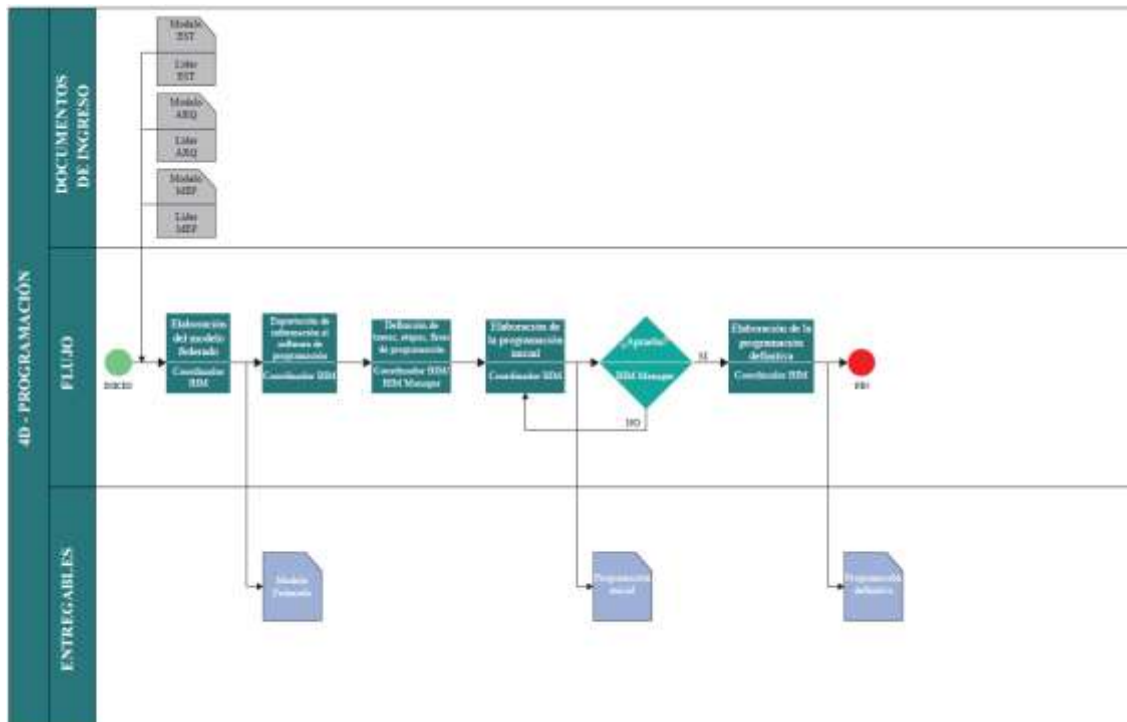 4D - PROGRAMACIÓN
DOCUMENTOS
DE INGRESO
Modelo
EST
Líder
EST
Modelo
ARQ
Líder
ARQ
Modelo
MEP
Líder
MEP
FLUJO
INICIO
Elaboración
del modelo
federado
Coordinador
BIM
Exportación de
información al
software de
programación
Coordinador BIM
Definición de
tareas, etapas, fases
de programación
Coordinador BIM/
BIM Manager
Elaboración de
la programación
inicial
Coordinador BIM
¿Aprueba?
BIM Manager
SI
NO
Elaboración de la
programación
definitiva
Coordinador BIM
FIN
ENTREGABLES
Modelo
Federado
Programación
inicial
Programación
definitiva